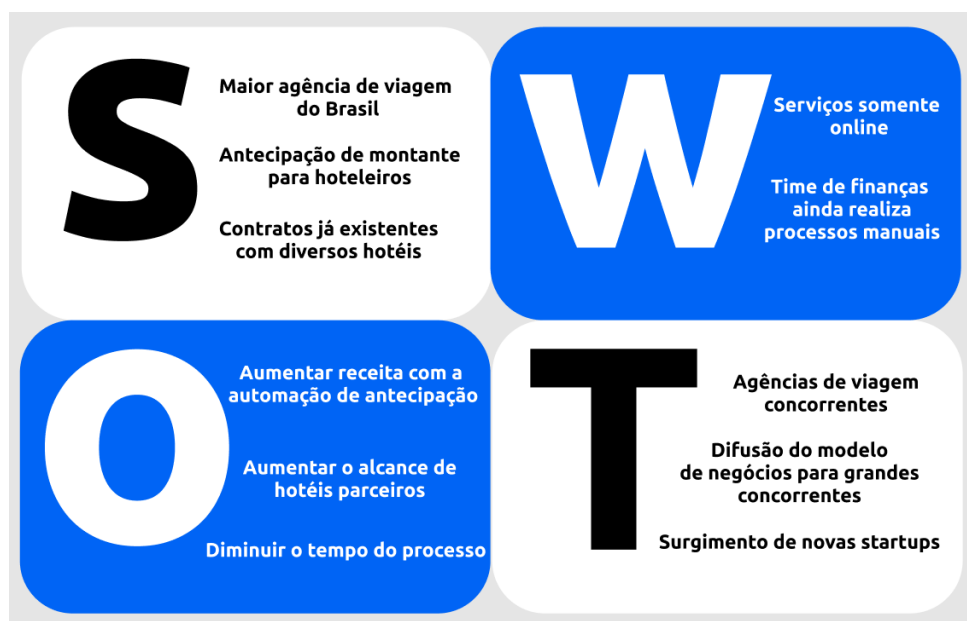 S
Maior agência de viagem
do Brasil
Antecipação de montante
para hoteleiros
Contratos já existentes
com diversos hotéis
W
Serviços somente
online
Time de finanças
ainda realiza
processos manuais
O
Aumentar receita com a
automação de antecipação
Aumentar o alcance de
hotéis parceiros
Diminuir o tempo do processo
T
Agências de viagem
concorrentes
Difusão do modelo
de negócios para grandes
concorrentes
Surgimento de novas startups